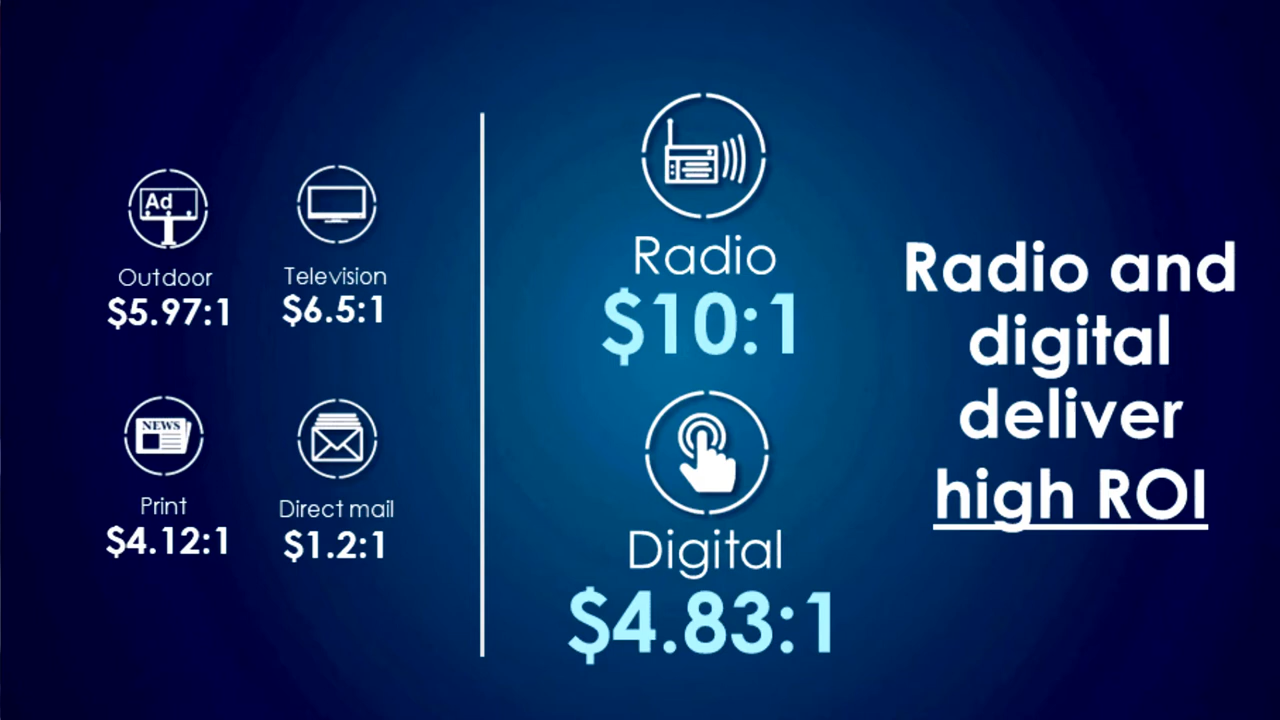 Ad
Outdoor
$5.97:1
Television
$6.5:1
NEWS
Print
$4.12:1
Direct mail
$1.2:1
Radio
$10:1
Digital
$4.83:1
Radio and
digital
deliver
high ROI